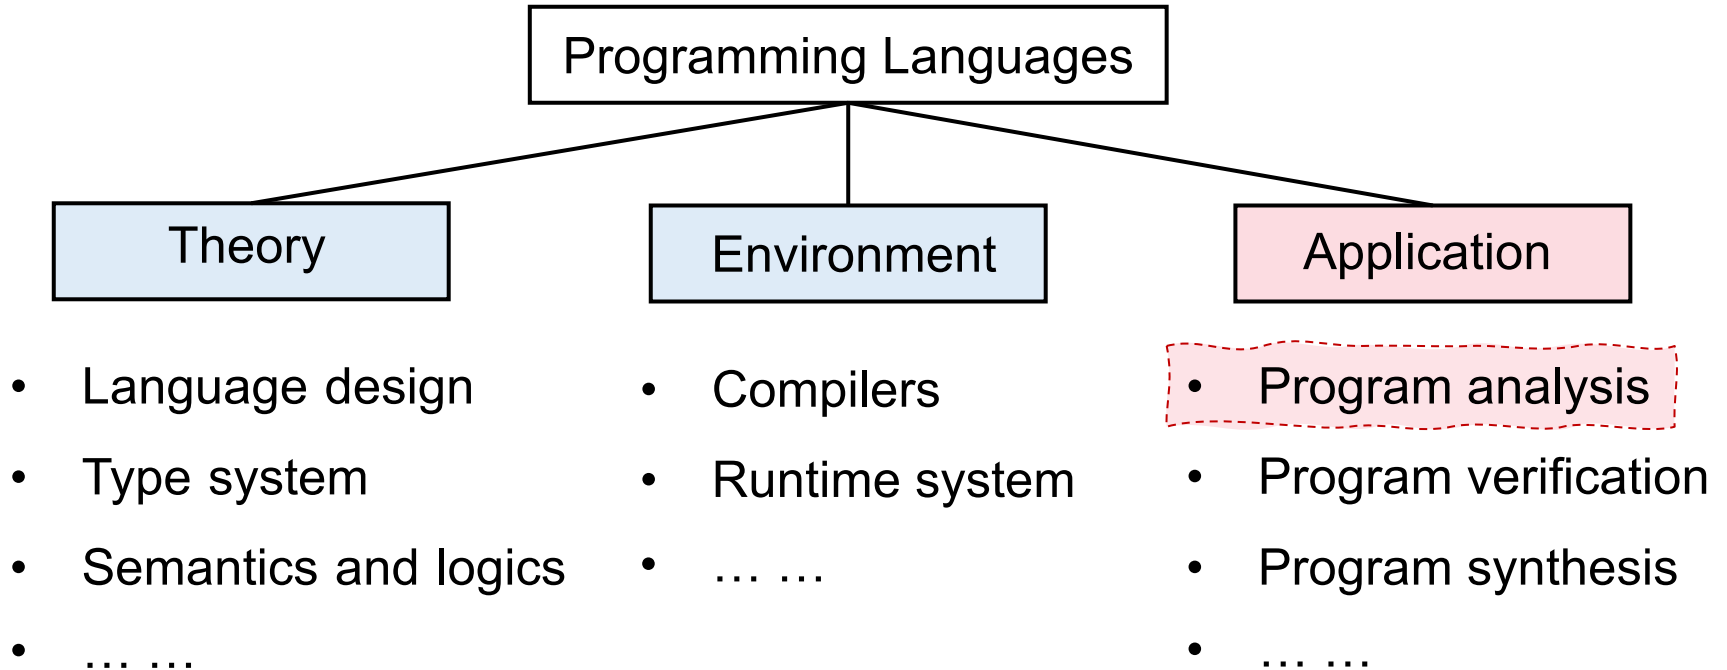 Programming Languages
Theory
Environment
Application
• Language design
• Type system
• Semantics and logics
• … …
• Compilers
• Runtime system
• … …
• Program analysis
• Program verification
• Program synthesis
• … …